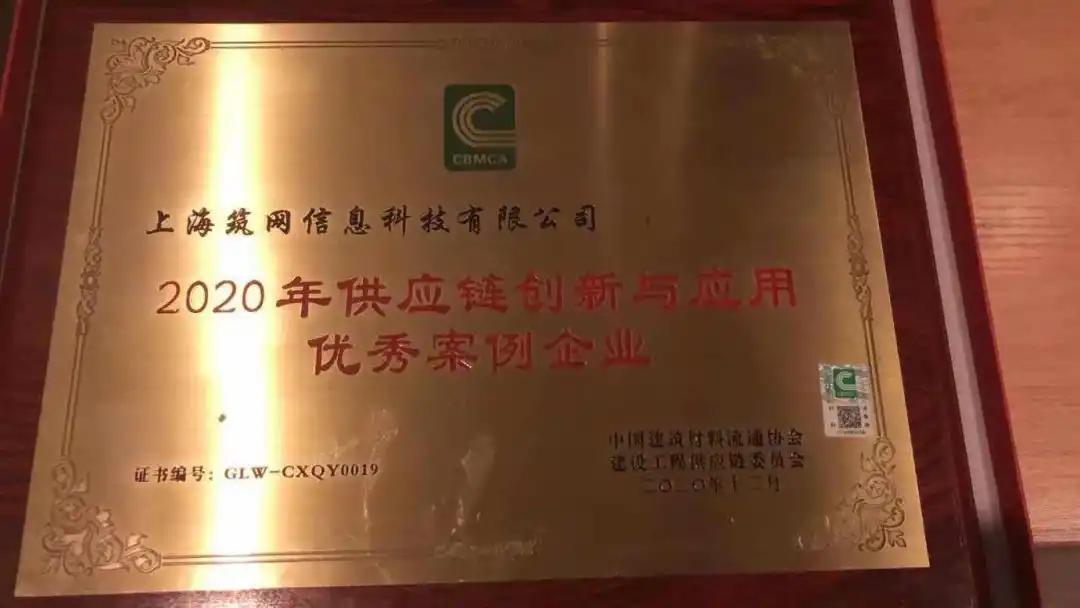 CBMCA
上海筑网信息科技有限公司
2020年供应链创新与应用
优秀案例企业
证书编号：GLW-CXQY0019
中国建筑材料流通协会
建设工程供应链委员会
二〇二〇年十二月